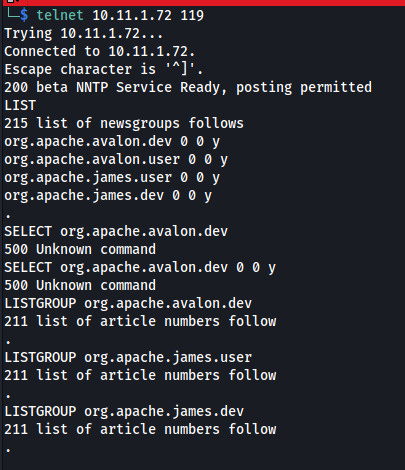 └─$ telnet 10.11.1.72 119
Trying 10.11.1.72...
Connected to 10.11.1.72.
Escape character is '^]'.
200 beta NNTP Service Ready, posting permitted
LIST
215 list of newsgroups follows
org.apache.avalon.dev 0 0 y
org.apache.avalon.user 0 0 y
org.apache.james.user 0 0 y
org.apache.james.dev 0 0 y
.
SELECT org.apache.avalon.dev
500 Unknown command
SELECT org.apache.avalon.dev 0 0 y
500 Unknown command
LISTGROUP org.apache.avalon.dev
211 list of article numbers follow
.
LISTGROUP org.apache.james.user
211 list of article numbers follow
.
LISTGROUP org.apache.james.dev
211 list of article numbers follow
.